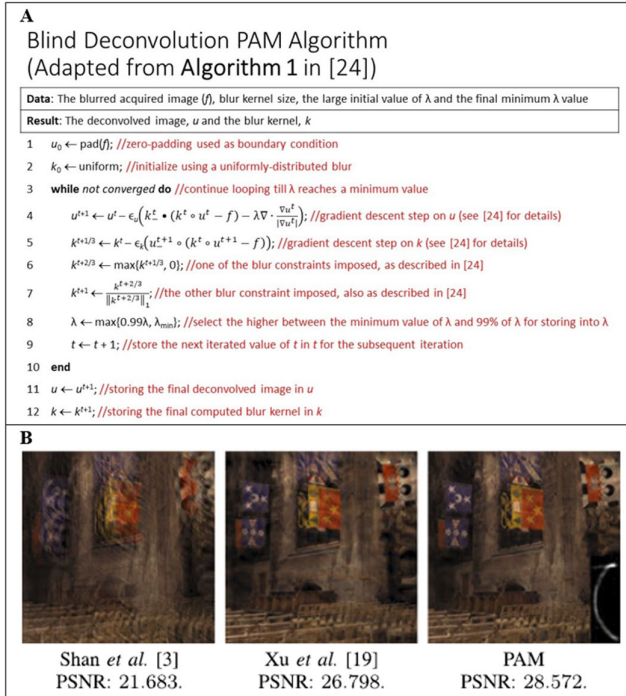 A
Blind Deconvolution PAM Algorithm
(Adapted from Algorithm 1 in [24])
Data: The blurred acquired image (f), blur kernel size, the large initial value of λ and the final minimum λ value
Result: The deconvolved image, u and the blur kernel, k
1 u₀ ← pad(f); //zero-padding used as boundary condition
2 k₀ ← uniform; //initialize using a uniformly-distributed blur
3 while not converged do //continue looping till λ reaches a minimum value
4 uᵗ⁺¹ ← uᵗ − ϵᵤ(k₋ᵗ • (kᵗ ∘ uᵗ − f) − λ∇ · ∇uᵗ/|∇uᵗ|); //gradient descent step on u (see [24] for details)
5 kᵗ⁺¹/³ ← kᵗ − ϵₖ(u₋ᵗ⁺¹ ∘ (kᵗ ∘ uᵗ⁺¹ − f)); //gradient descent step on k (see [24] for details)
6 kᵗ⁺²/³ ← max{kᵗ⁺¹/³, 0}; //one of the blur constraints imposed, as described in [24]
7 kᵗ⁺¹ ← kᵗ⁺²/³/‖kᵗ⁺²/³‖₁; //the other blur constraint imposed, also as described in [24]
8 λ ← max{0.99λ, λmin}; //select the higher between the minimum value of λ and 99% of λ for storing into λ
9 t ← t + 1; //store the next iterated value of t in t for the subsequent iteration
10 end
11 u ← uᵗ⁺¹; //storing the final deconvolved image in u
12 k ← kᵗ⁺¹; //storing the final computed blur kernel in k
B
Shan et al. [3]
PSNR: 21.683.
Xu et al. [19]
PSNR: 26.798.
PAM
PSNR: 28.572.